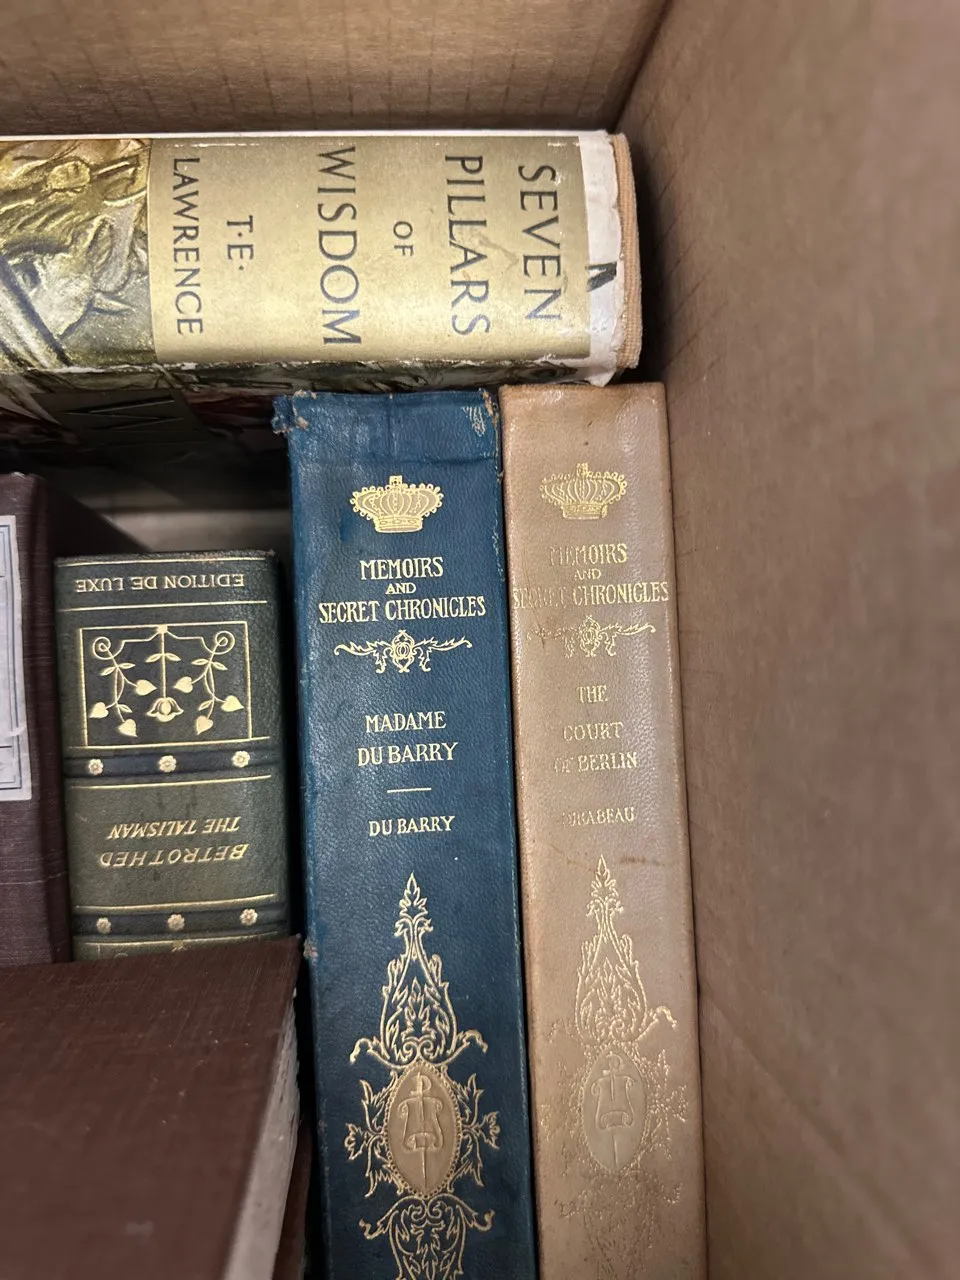 SEVEN
PILLARS
OF
WISDOM
T·E·
LAWRENCE
EDITION DE LUXE
BETROTHED
THE TALISMAN
MEMOIRS
AND
SECRET CHRONICLES
MADAME
DU BARRY
DU BARRY
MEMOIRS
AND
SECRET CHRONICLES
THE
COURT
OF BERLIN
MIRABEAU